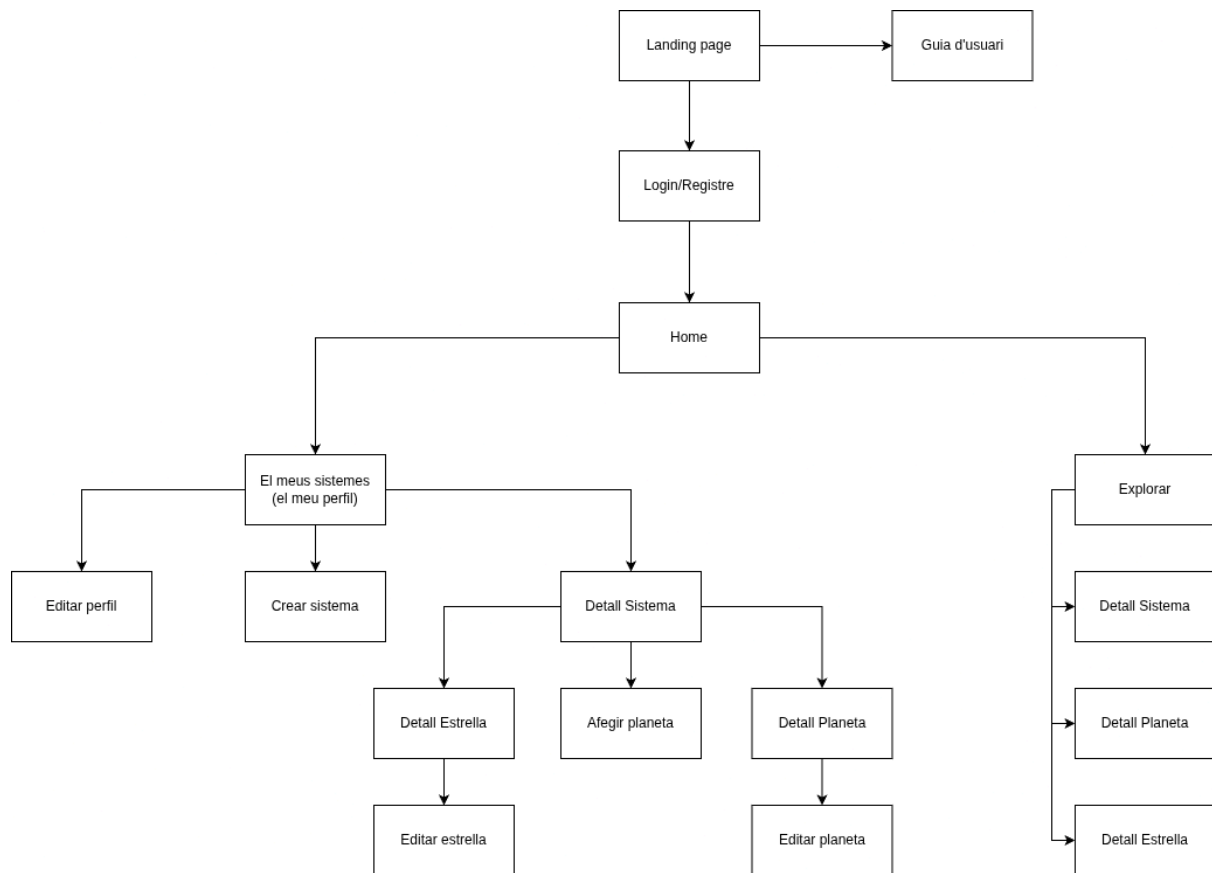 Landing page
Guia d'usuari
Login/Registre
Home
El meus sistemes
(el meu perfil)
Explorar
Editar perfil
Crear sistema
Detall Sistema
Detall Sistema
Detall Estrella
Afegir planeta
Detall Planeta
Detall Planeta
Editar estrella
Editar planeta
Detall Estrella